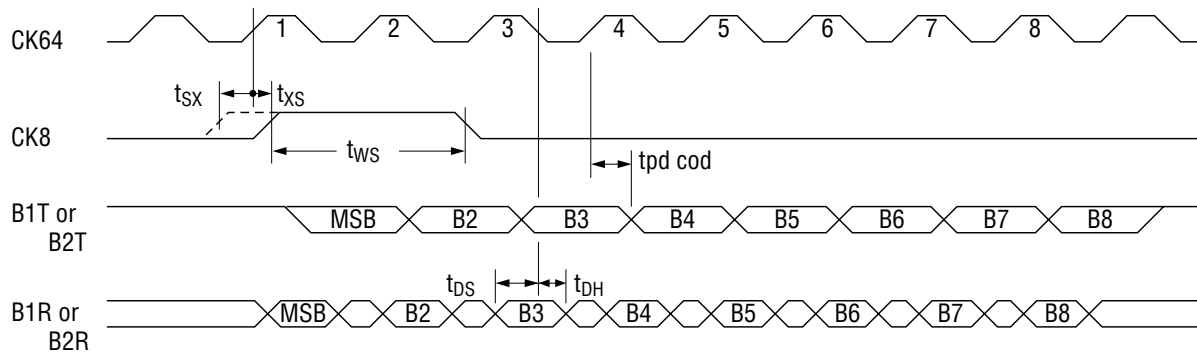 CK64 1 2 3 4 5 6 7 8
tSX tXS
CK8
tWS
tpd cod
B1T or
B2T
MSB B2 B3 B4 B5 B6 B7 B8
tDS tDH
B1R or
B2R
MSB B2 B3 B4 B5 B6 B7 B8